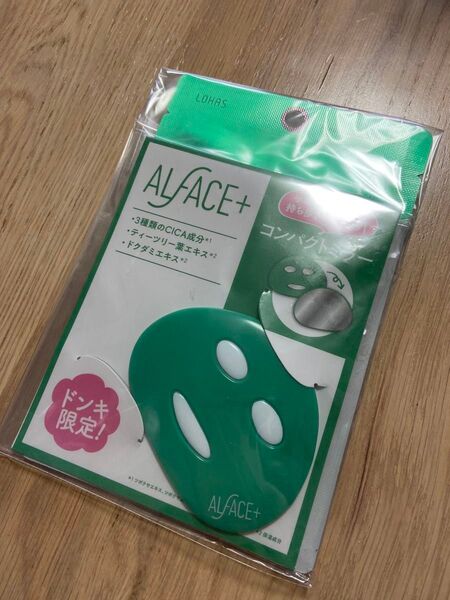 LOHAS
ALFACE+
・3種類のCICA成分※1
・ティーツリー葉エキス※2
・ドクダミエキス※2
コンパクトミラー
ドンキ
限定!
ALFACE+